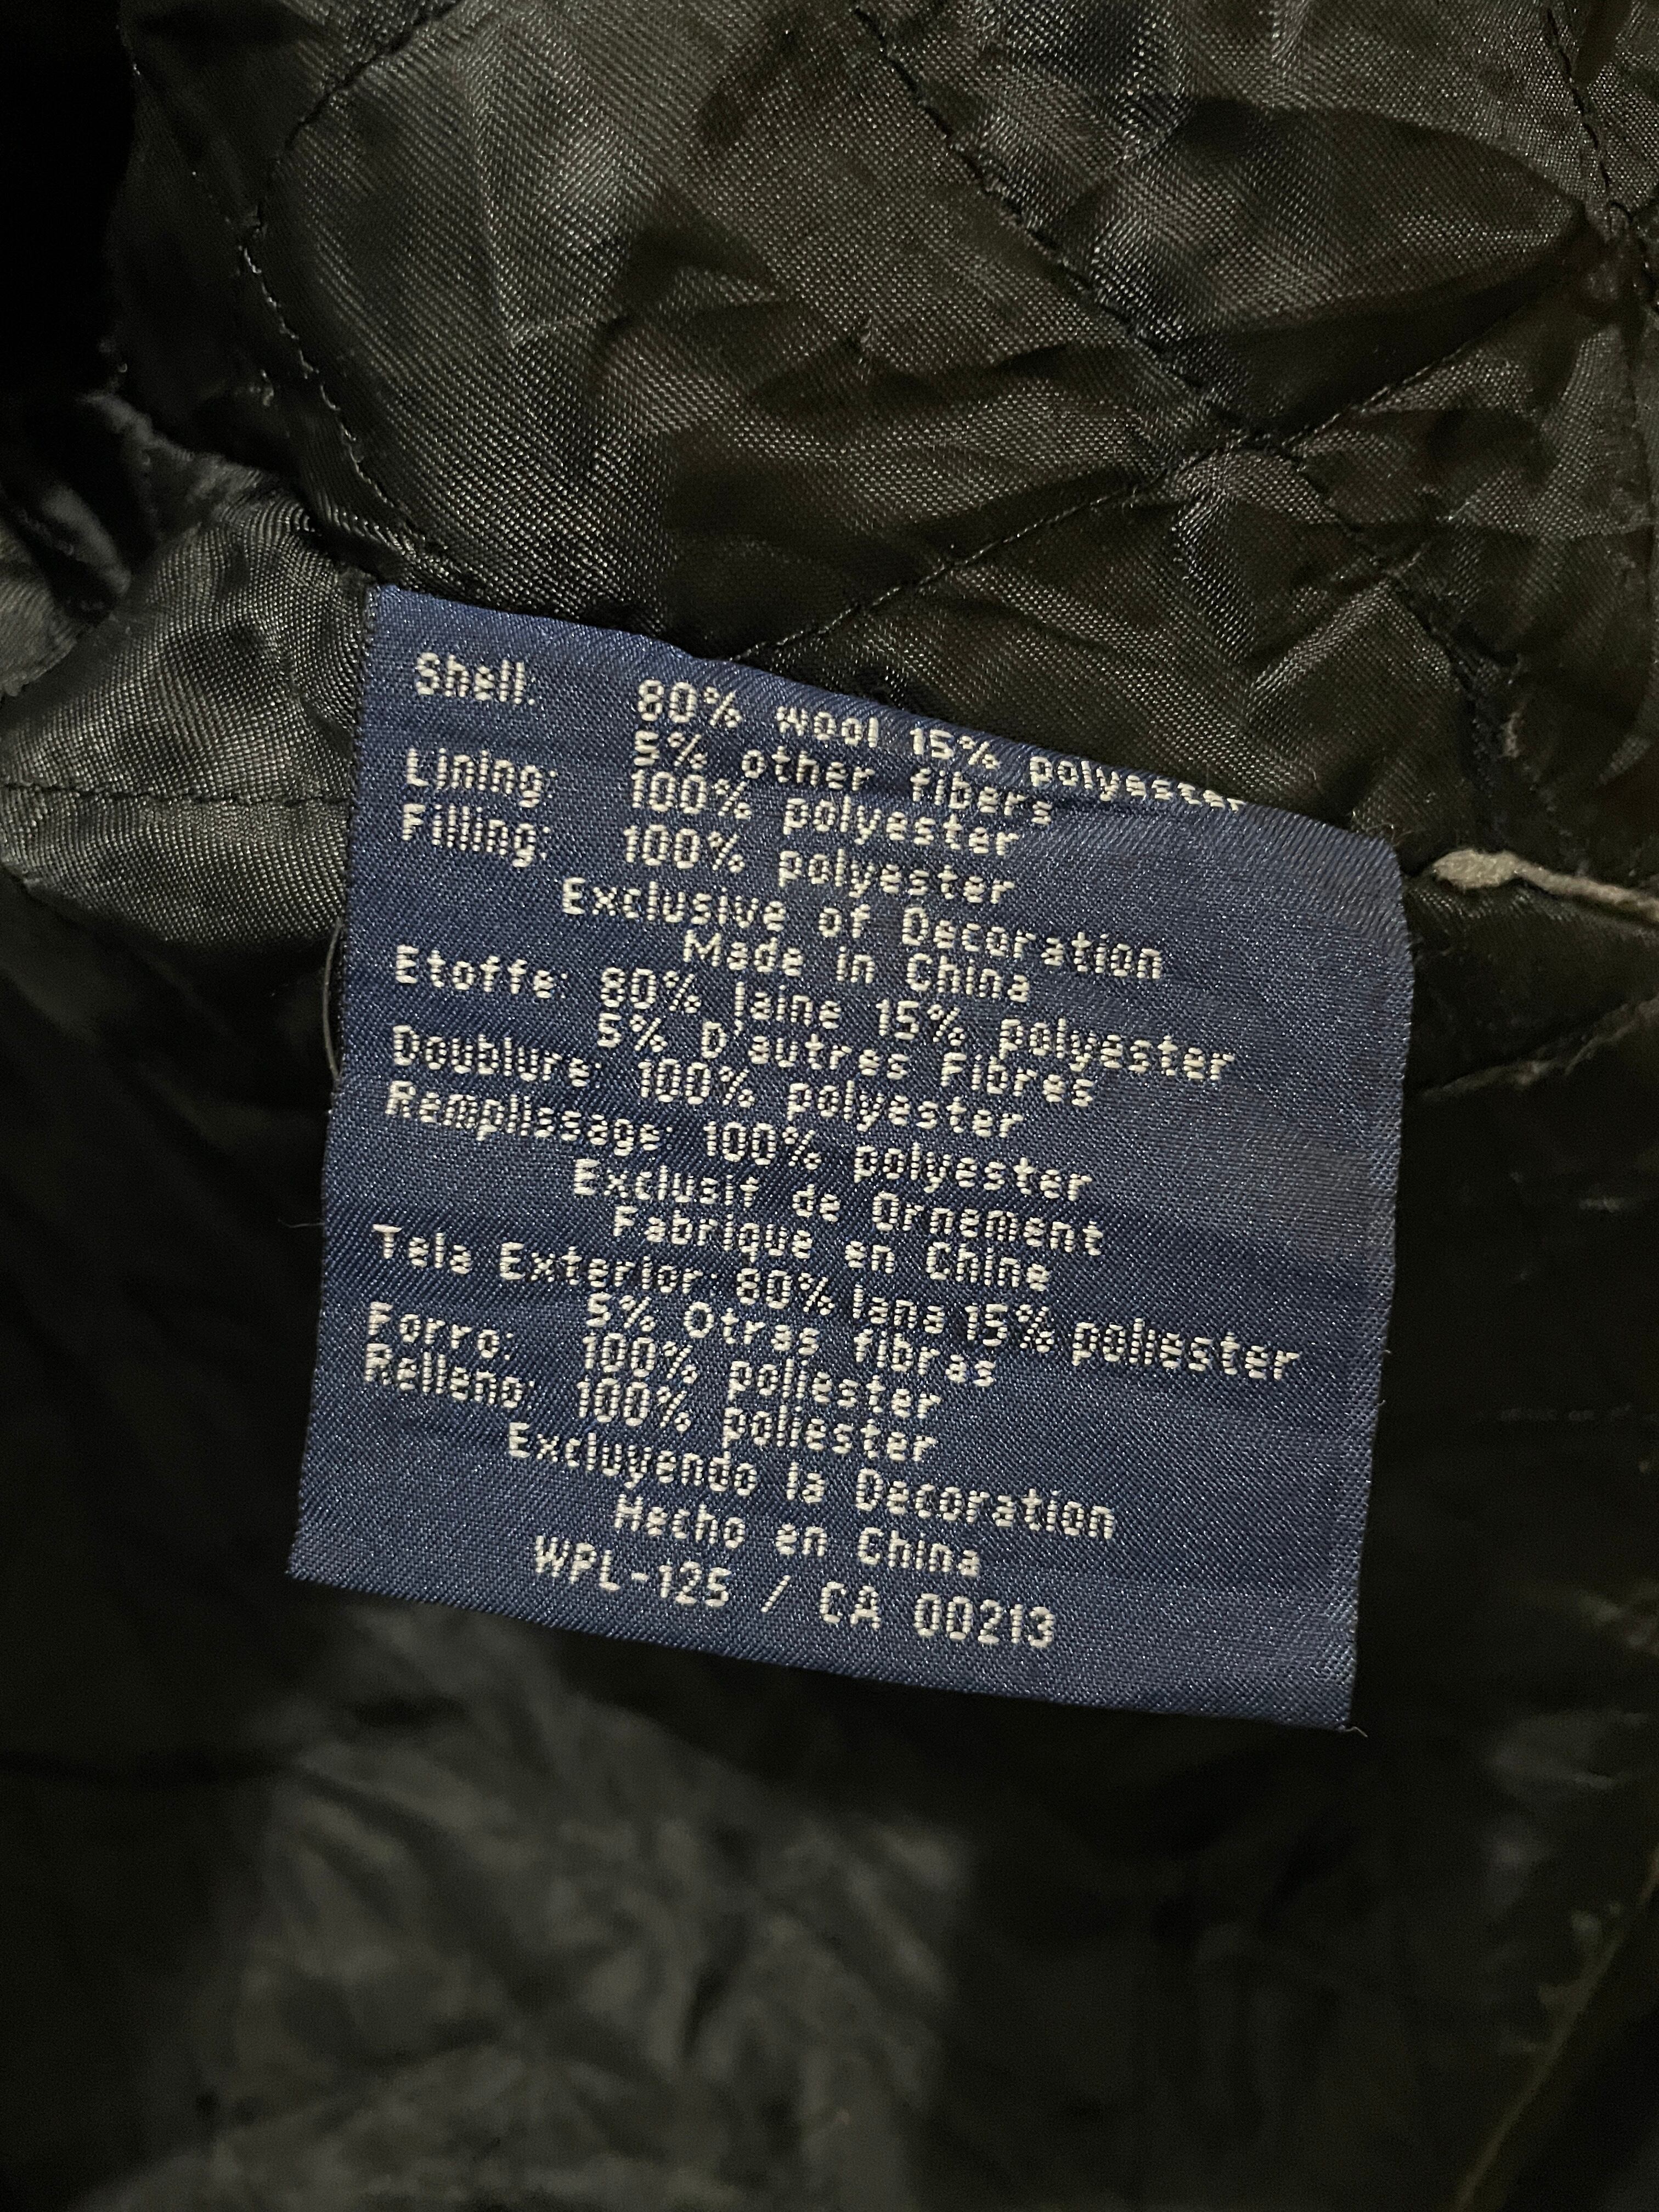 Shell: 80% wool 15% polyester
5% other fibers
Lining: 100% polyester
Filling: 100% polyester
Exclusive of Decoration
Made in China
Etoffe: 80% laine 15% polyester
5% D'autres Fibres
Doublure: 100% polyester
Remplissage: 100% polyester
Exclusif de Ornement
Fabrique en Chine
Tela Exterior: 80% lana 15% poliester
5% Otras fibras
Forro: 100% poliester
Relleno: 100% poliester
Excluyendo la Decoration
Hecho en China
WPL-125 / CA 00213